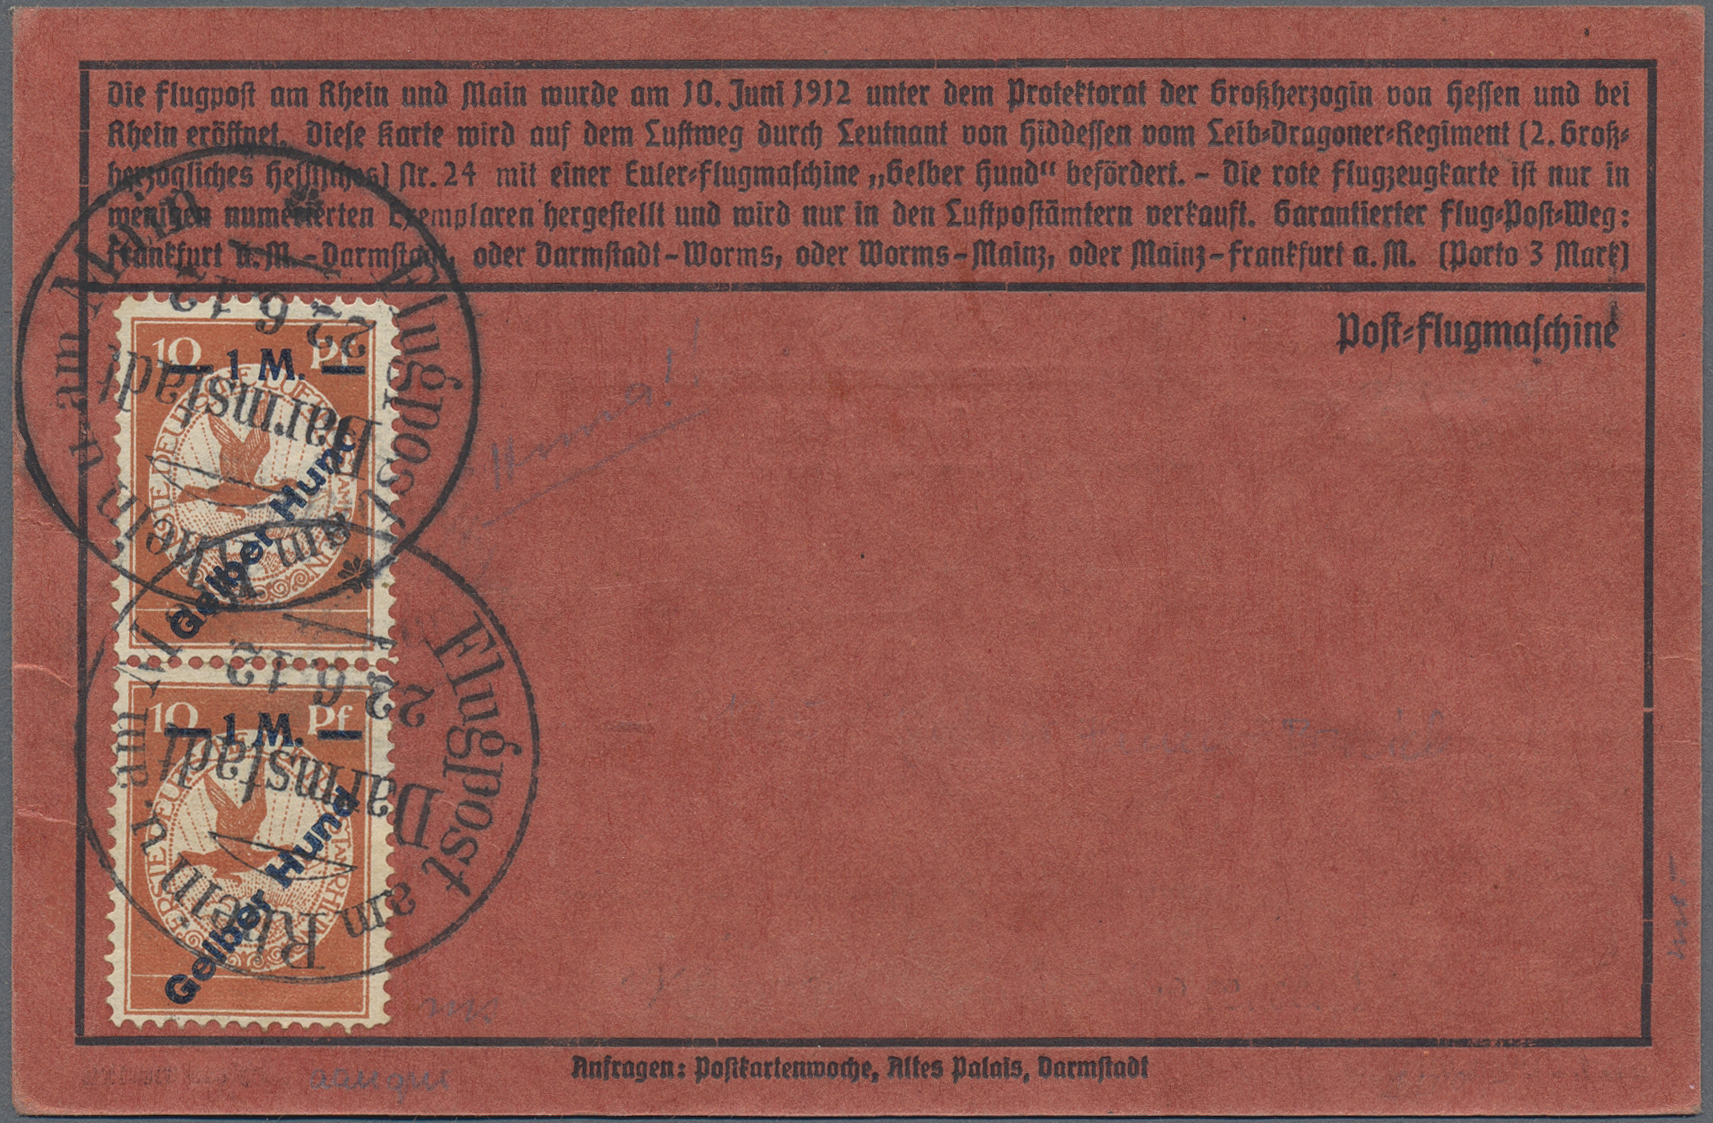 Die Flugpost am Rhein und Main wurde am 10. Juni 1912 unter dem Protektorat der Großherzogin von Hessen und bei
Rhein eröffnet. Diese Karte wird auf dem Luftweg durch Leutnant von Hiddessen vom Leib-Dragoner-Regiment (2. Groß-
herzogliches Hessisches) Nr. 24 mit einer Euler-Flugmaschine „Gelber Hund“ befördert. – Die rote Flugzeugkarte ist nur in
wenigen numerierten Exemplaren hergestellt und wird nur in den Luftpostämtern verkauft. Garantierter Flug-Post-Weg:
Frankfurt a. M. – Darmstadt, oder Darmstadt – Worms, oder Worms – Mainz, oder Mainz – Frankfurt a. M. (Porto 3 Mark)
Post-Flugmaschine
10 Pf
1 M.
Gelber Hund
Flugpost am Rhein u. am Main
Darmstadt
22.6.12
10 Pf
1 M.
Gelber Hund
Flugpost am Rhein u. am Main
Darmstadt
22.6.12
Anfragen: Postkartenwoche, Altes Palais, Darmstadt